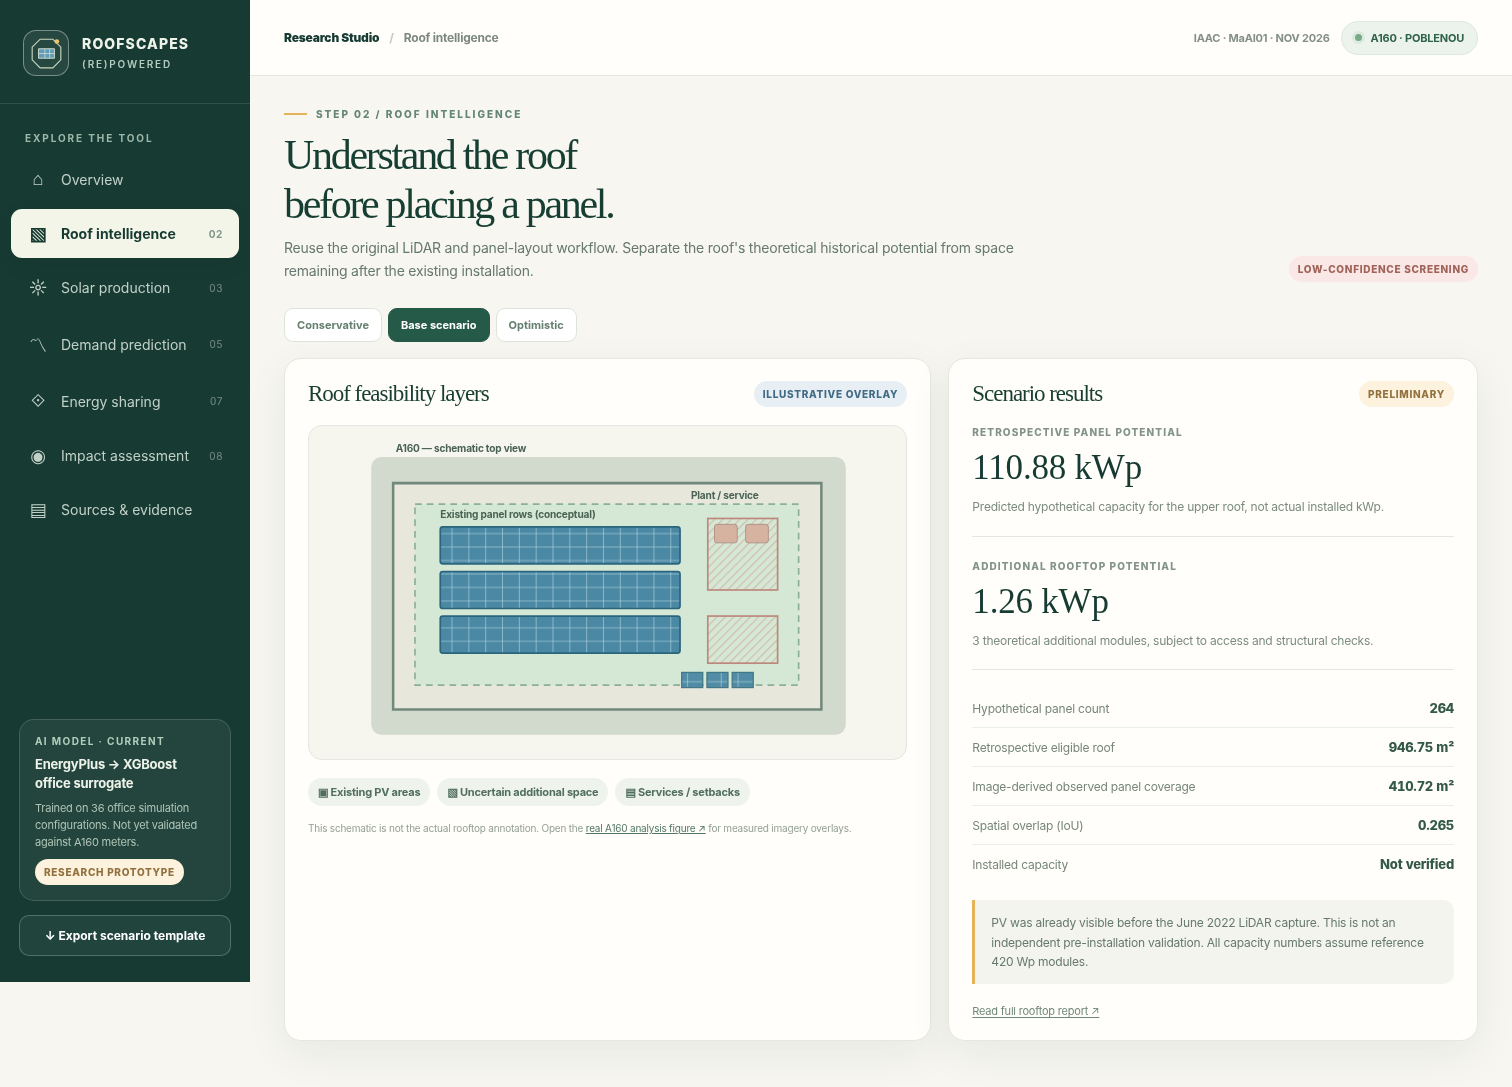 ROOFSCAPES
(RE)POWERED
EXPLORE THE TOOL
Overview
Roof intelligence 02
Solar production 03
Demand prediction 05
Energy sharing 07
Impact assessment 08
Sources & evidence
AI MODEL · CURRENT
EnergyPlus → XGBoost
office surrogate
Trained on 36 office simulation
configurations. Not yet validated
against A160 meters.
RESEARCH PROTOTYPE
↓ Export scenario template
Research Studio / Roof intelligence
IAAC · MaAI01 · NOV 2026
A160 · POBLENOU
STEP 02 / ROOF INTELLIGENCE
Understand the roof
before placing a panel.
Reuse the original LiDAR and panel-layout workflow. Separate the roof's theoretical historical potential from space
remaining after the existing installation.
LOW-CONFIDENCE SCREENING
Conservative
Base scenario
Optimistic
Roof feasibility layers
ILLUSTRATIVE OVERLAY
A160 — schematic top view
Plant / service
Existing panel rows (conceptual)
▣ Existing PV areas
▧ Uncertain additional space
▤ Services / setbacks
This schematic is not the actual rooftop annotation. Open the real A160 analysis figure ↗ for measured imagery overlays.
Scenario results
PRELIMINARY
RETROSPECTIVE PANEL POTENTIAL
110.88 kWp
Predicted hypothetical capacity for the upper roof, not actual installed kWp.
ADDITIONAL ROOFTOP POTENTIAL
1.26 kWp
3 theoretical additional modules, subject to access and structural checks.
Hypothetical panel count 264
Retrospective eligible roof 946.75 m²
Image-derived observed panel coverage 410.72 m²
Spatial overlap (IoU) 0.265
Installed capacity Not verified
PV was already visible before the June 2022 LiDAR capture. This is not an
independent pre-installation validation. All capacity numbers assume reference
420 Wp modules.
Read full rooftop report ↗